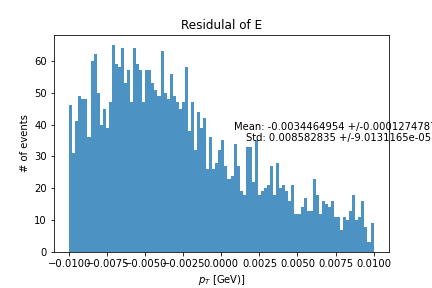 Residulal of E
# of events
60
50
40
30
20
10
0
Mean: -0.0034464954 +/-0.000127478
Std: 0.008582835 +/-9.0131165e-05
−0.0100 −0.0075 −0.0050 −0.0025 0.0000 0.0025 0.0050 0.0075 0.0100
pT [GeV)]